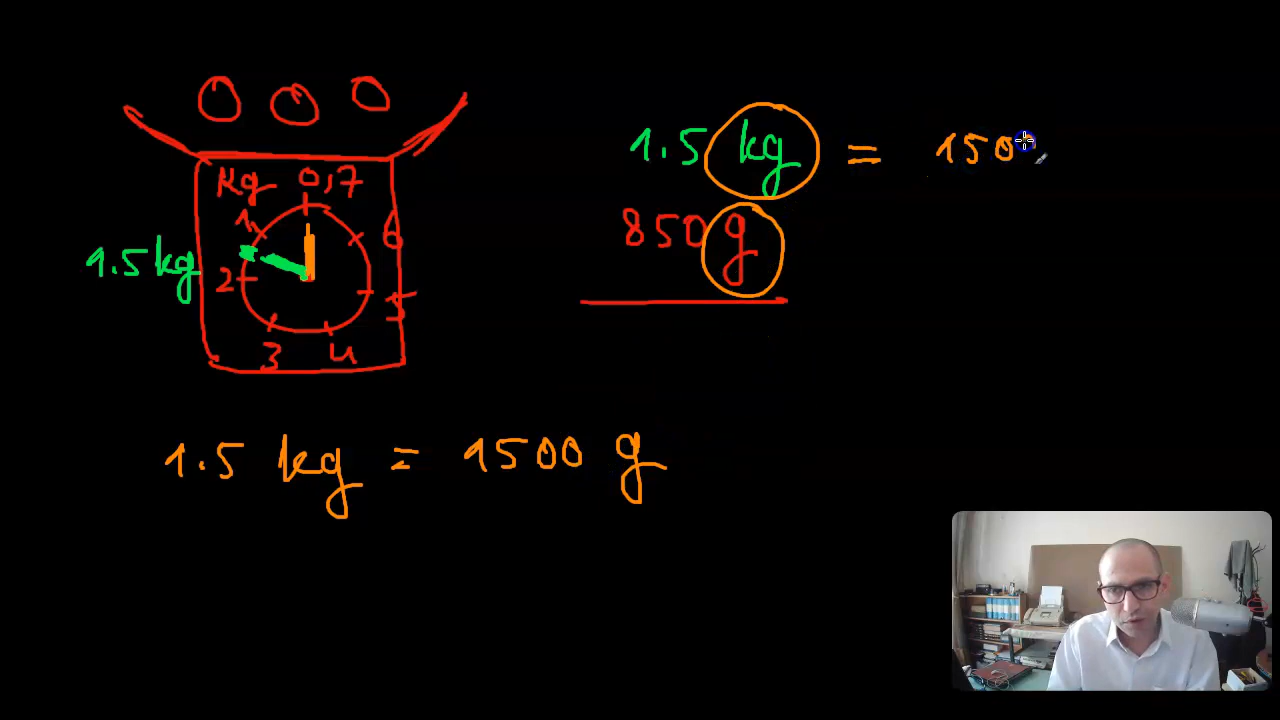 1.5 kg = 150
850 g
Kg 0,7
1
6
1.5 kg
2
5
3
4
1.5 kg = 1500 g